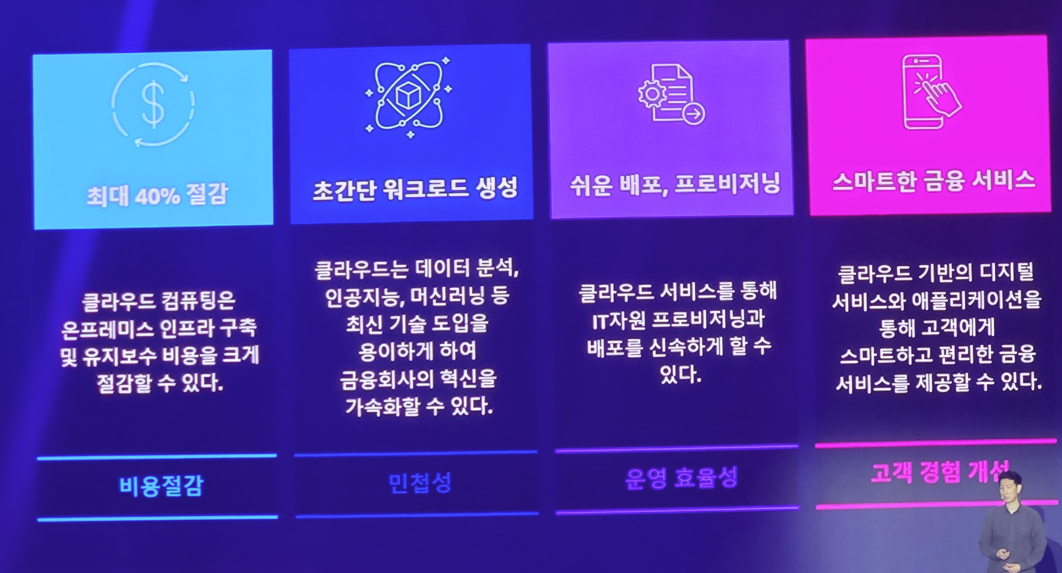 최대 40% 절감
클라우드 컴퓨팅은
온프레미스 인프라 구축
및 유지보수 비용을 크게
절감할 수 있다.
비용절감
초간단 워크로드 생성
클라우드는 데이터 분석,
인공지능, 머신러닝 등
최신 기술 도입을
용이하게 하여
금융회사의 혁신을
가속화할 수 있다.
민첩성
쉬운 배포, 프로비저닝
클라우드 서비스를 통해
IT자원 프로비저닝과
배포를 신속하게 할 수
있다.
운영 효율성
스마트한 금융 서비스
클라우드 기반의 디지털
서비스와 애플리케이션을
통해 고객에게
스마트하고 편리한 금융
서비스를 제공할 수 있다.
고객 경험 개선